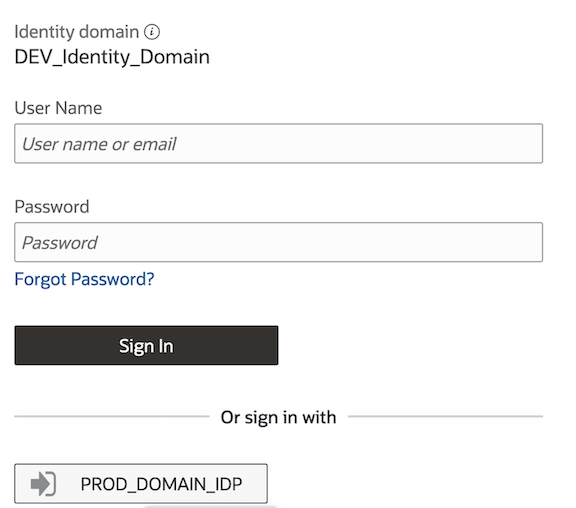 Identity domain
DEV_Identity_Domain
User Name
User name or email
Password
Password
Forgot Password?
Sign In
Or sign in with
PROD_DOMAIN_IDP